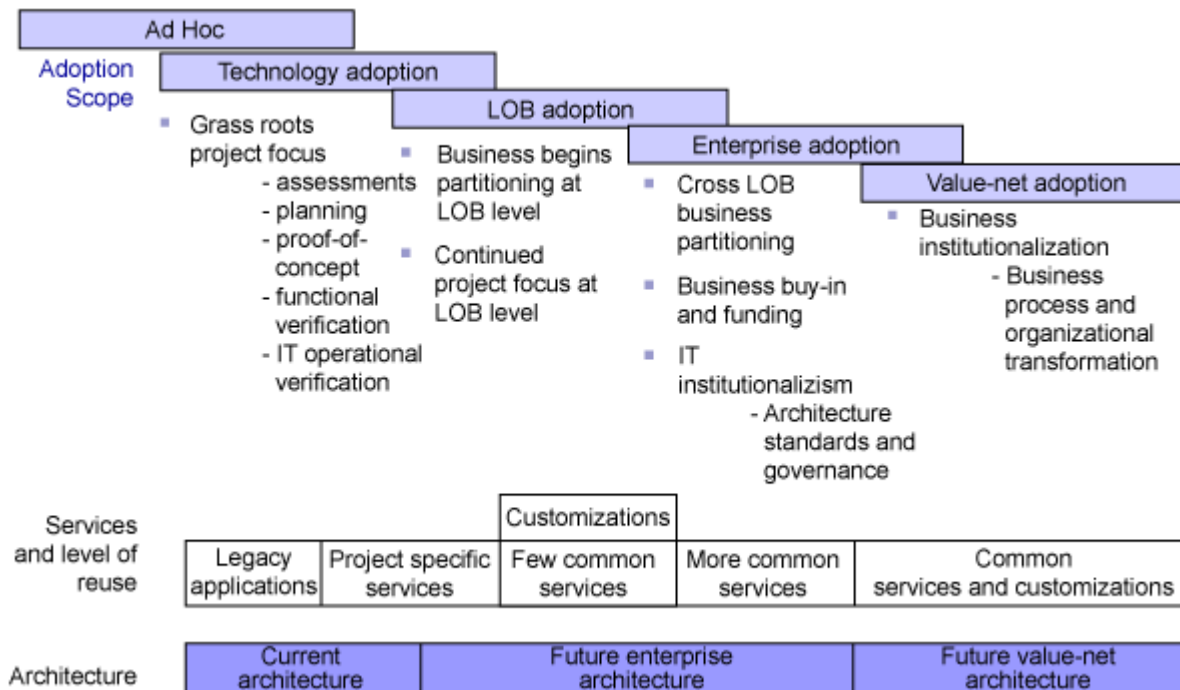 Ad Hoc
Adoption
Scope
Technology adoption
Grass roots
project focus
- assessments
- planning
- proof-of-
concept
- functional
verification
- IT operational
verification
LOB adoption
Business begins
partitioning at
LOB level
Continued
project focus at
LOB level
Enterprise adoption
Cross LOB
business
partitioning
Business buy-in
and funding
IT
institutionalizism
- Architecture
standards and
governance
Value-net adoption
Business
institutionalization
- Business
process and
organizational
transformation
Services
and level of
reuse
Legacy
applications
Project specific
services
Customizations
Few common
services
More common
services
Common
services and customizations
Architecture
Current
architecture
Future enterprise
architecture
Future value-net
architecture